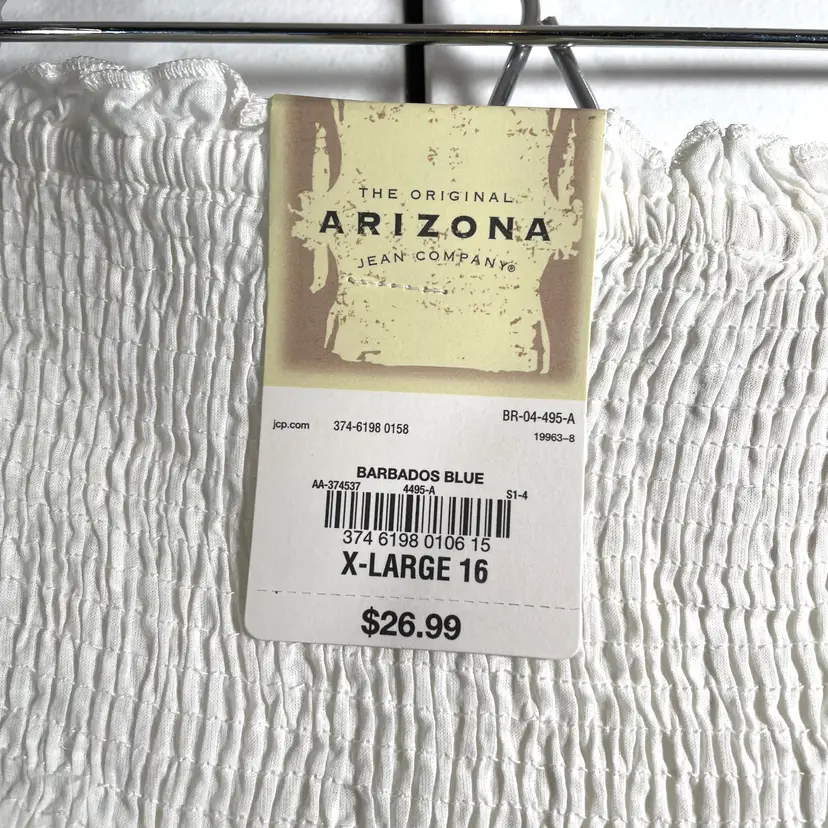 THE ORIGINAL
ARIZONA
JEAN COMPANY®
jcp.com 374-6198 0158 BR-04-495-A
19963-8
BARBADOS BLUE
AA-374537 4495-A S1-4
374 6198 0106 15
X-LARGE 16
$26.99